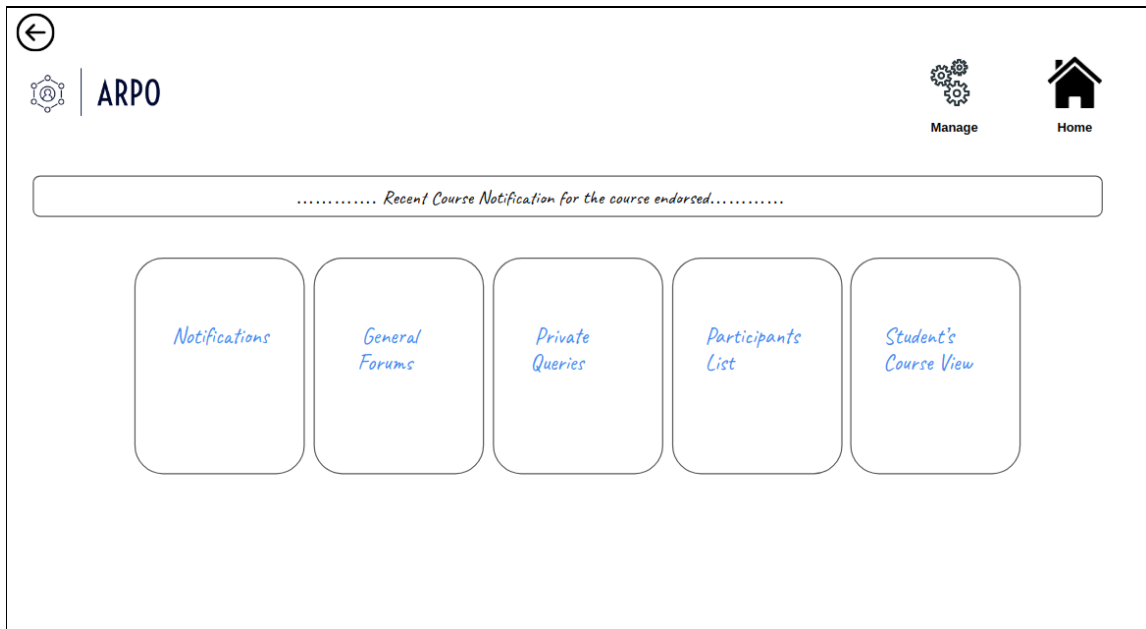 ARPO
Manage
Home
............. Recent Course Notification for the course endorsed............
Notifications
General
Forums
Private
Queries
Participants
List
Student's
Course View